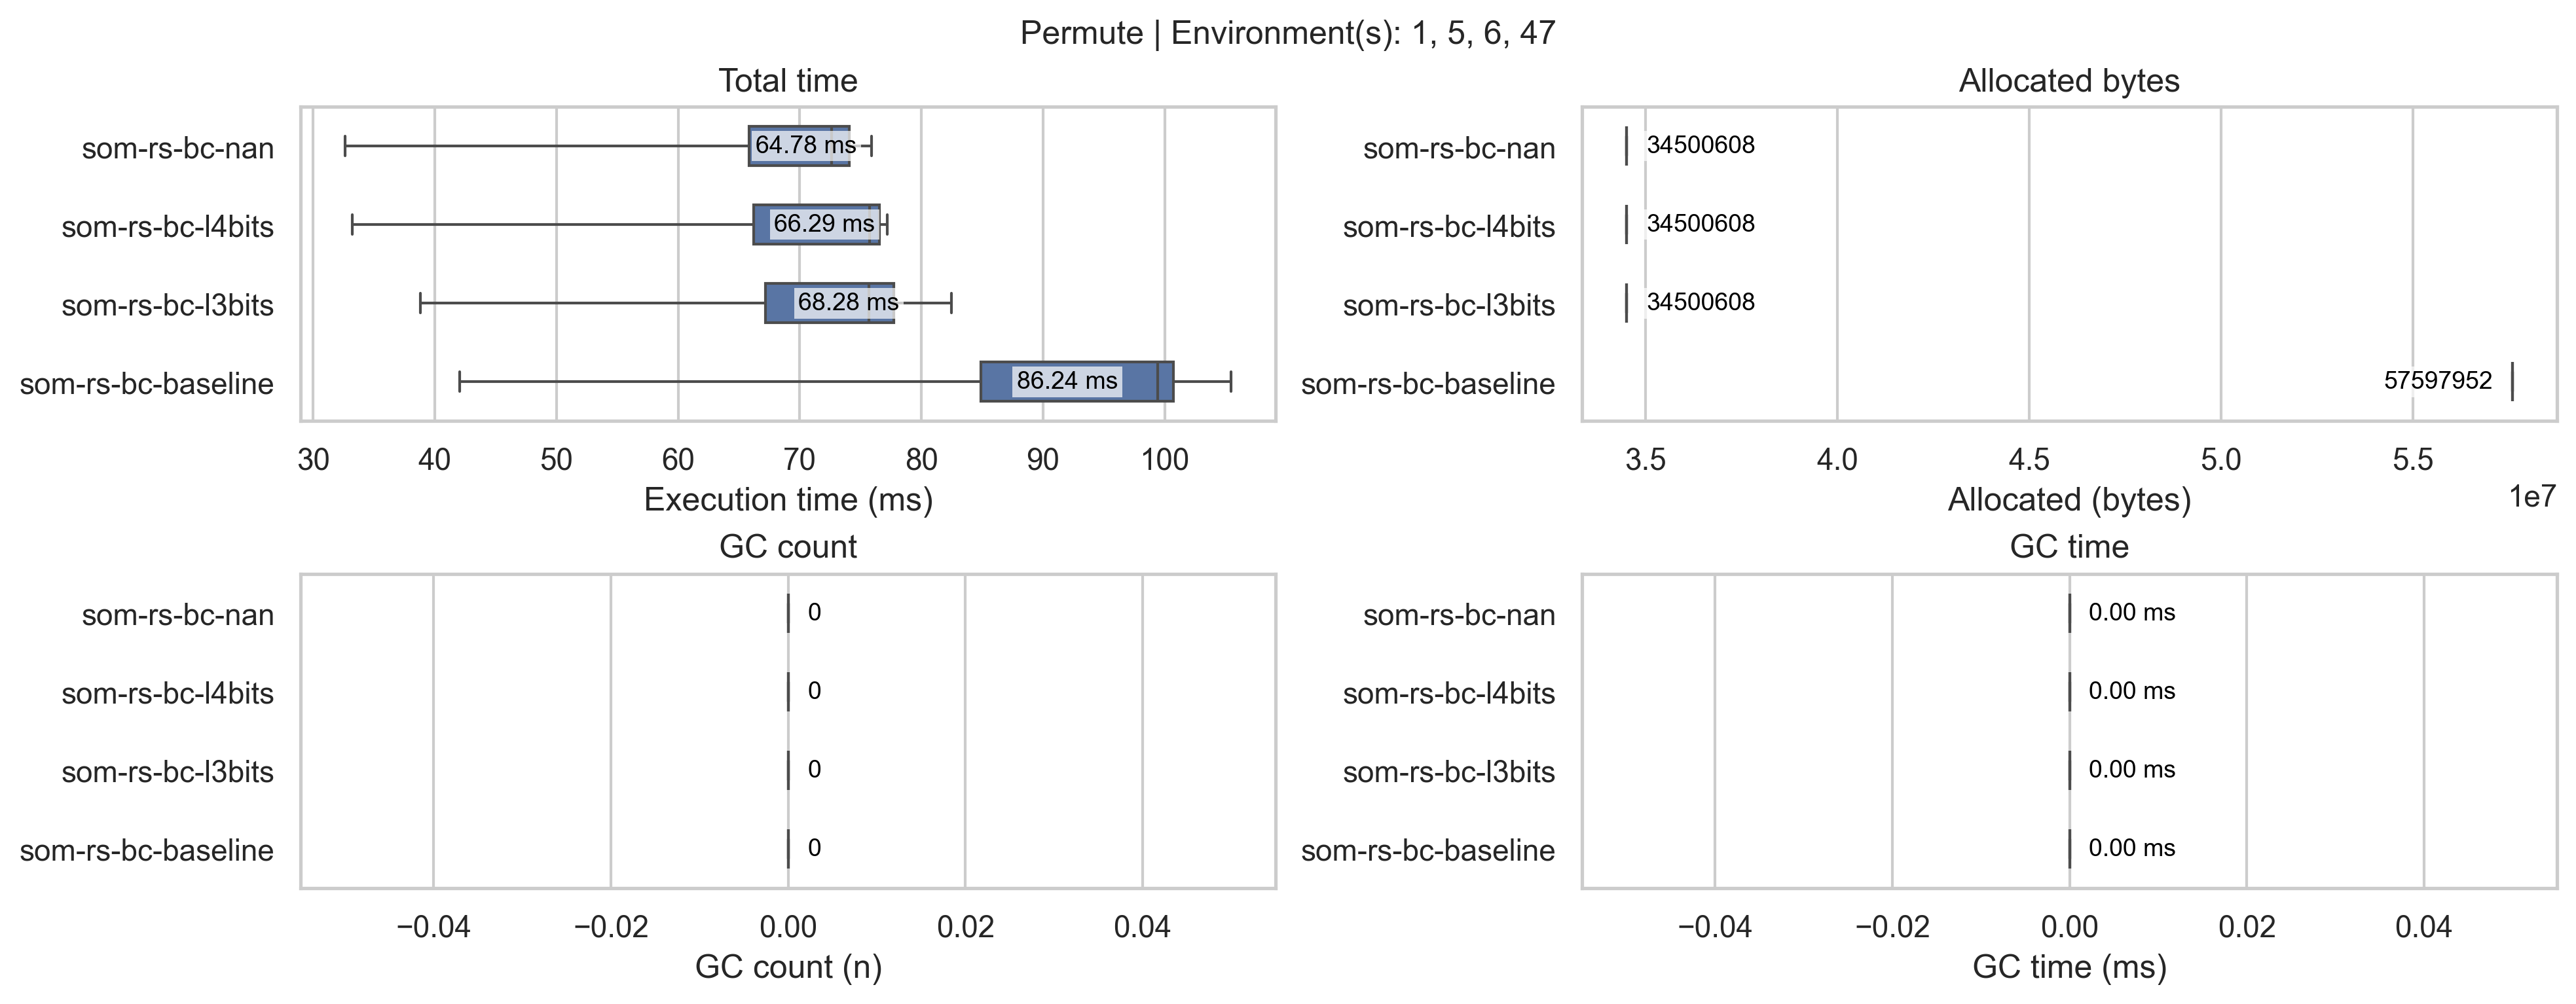 Permute | Environment(s): 1, 5, 6, 47
Total time
som-rs-bc-nan
64.78 ms
som-rs-bc-l4bits
66.29 ms
som-rs-bc-l3bits
68.28 ms
som-rs-bc-baseline
86.24 ms
30 40 50 60 70 80 90 100
Execution time (ms)
Allocated bytes
som-rs-bc-nan
34500608
som-rs-bc-l4bits
34500608
som-rs-bc-l3bits
34500608
som-rs-bc-baseline
57597952
3.5 4.0 4.5 5.0 5.5
1e7
Allocated (bytes)
GC count
som-rs-bc-nan
0
som-rs-bc-l4bits
0
som-rs-bc-l3bits
0
som-rs-bc-baseline
0
−0.04 −0.02 0.00 0.02 0.04
GC count (n)
GC time
som-rs-bc-nan
0.00 ms
som-rs-bc-l4bits
0.00 ms
som-rs-bc-l3bits
0.00 ms
som-rs-bc-baseline
0.00 ms
−0.04 −0.02 0.00 0.02 0.04
GC time (ms)